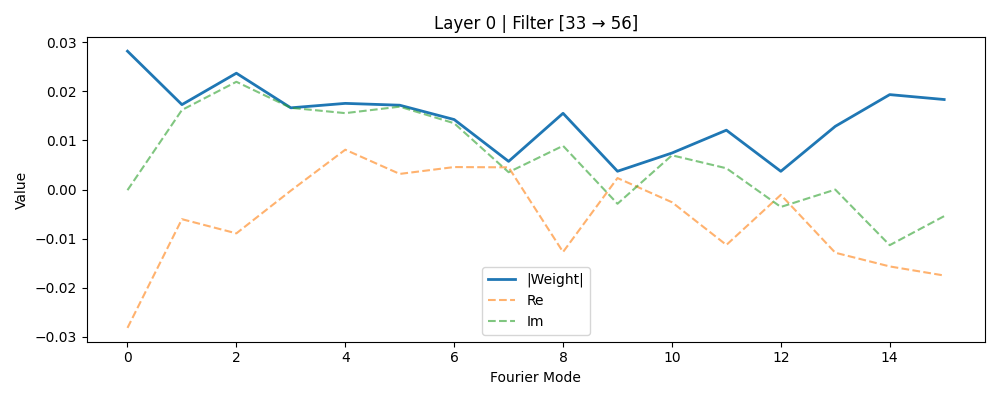 Layer 0 | Filter [33 → 56]
Value
0.03
0.02
0.01
0.00
−0.01
−0.02
−0.03
|Weight|
Re
Im
0 2 4 6 8 10 12 14
Fourier Mode